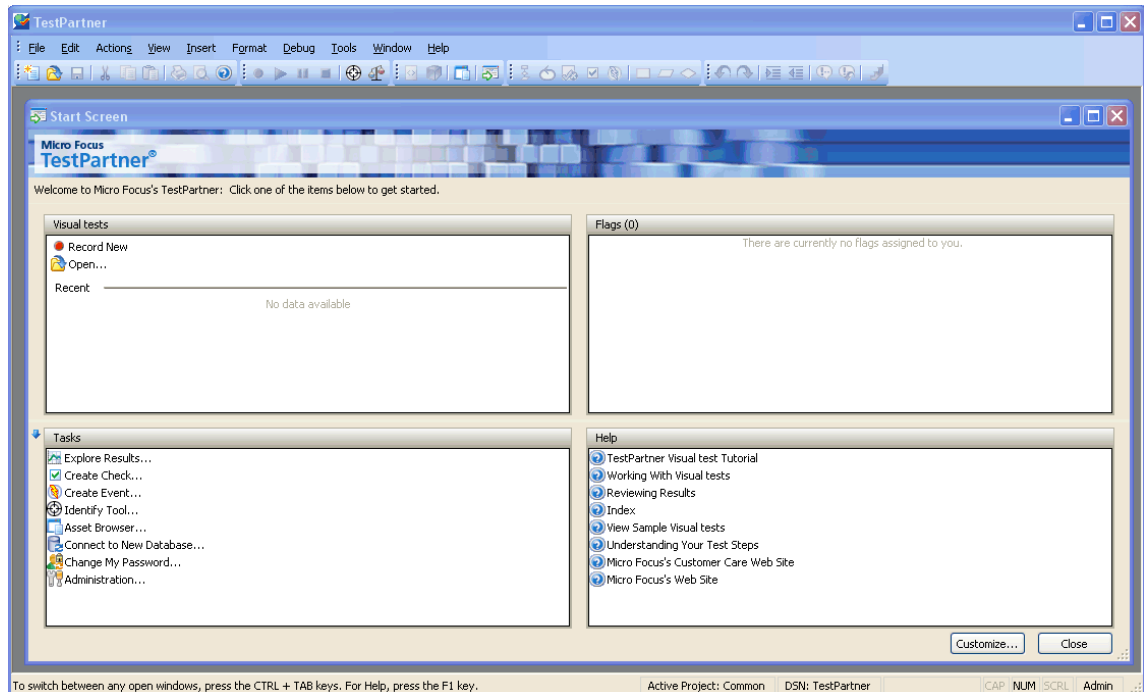 TestPartner
File Edit Actions View Insert Format Debug Tools Window Help
Start Screen
Micro Focus
TestPartner®
Welcome to Micro Focus's TestPartner: Click one of the items below to get started.
Visual tests
Record New
Open...
Recent
No data available
Flags (0)
There are currently no flags assigned to you.
Tasks
Explore Results...
Create Check...
Create Event...
Identify Tool...
Asset Browser...
Connect to New Database...
Change My Password...
Administration...
Help
TestPartner Visual test Tutorial
Working With Visual tests
Reviewing Results
Index
View Sample Visual tests
Understanding Your Test Steps
Micro Focus's Customer Care Web Site
Micro Focus's Web Site
Customize... Close
To switch between any open windows, press the CTRL + TAB keys. For Help, press the F1 key. Active Project: Common DSN: TestPartner CAP NUM SCRL Admin